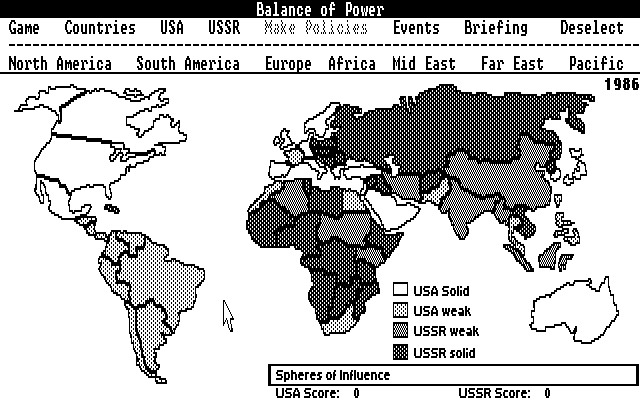 Balance of Power
Game Countries USA USSR Make Policies Events Briefing Deselect
North America South America Europe Africa Mid East Far East Pacific
1986
USA Solid
USA weak
USSR weak
USSR solid
Spheres of Influence
USA Score: 0 USSR Score: 0